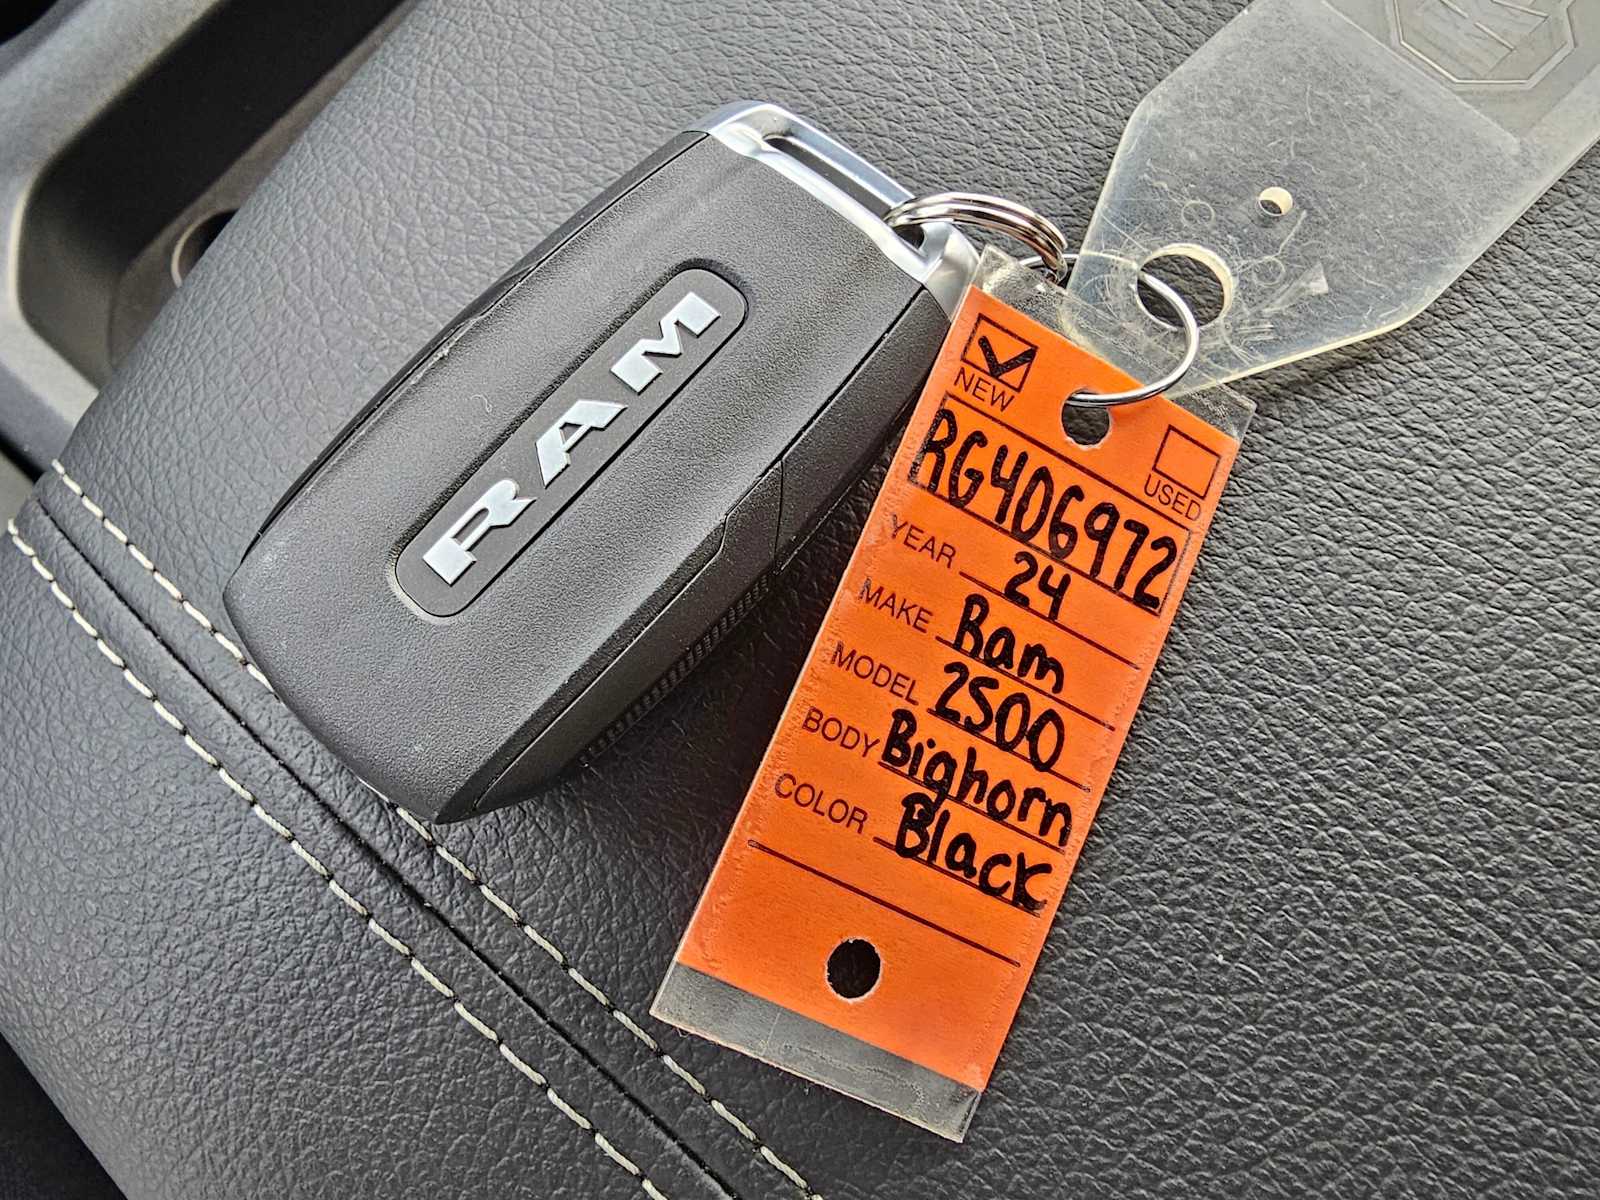 RAM
NEW
USED
RG406972
YEAR 24
MAKE Ram
MODEL 2500
BODY Bighorn
COLOR Black